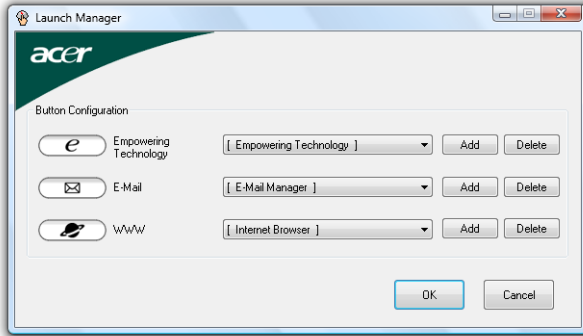 Launch Manager
acer
Button Configuration
e Empowering Technology [ Empowering Technology ] Add Delete
E-Mail [ E-Mail Manager ] Add Delete
WWW [ Internet Browser ] Add Delete
OK Cancel